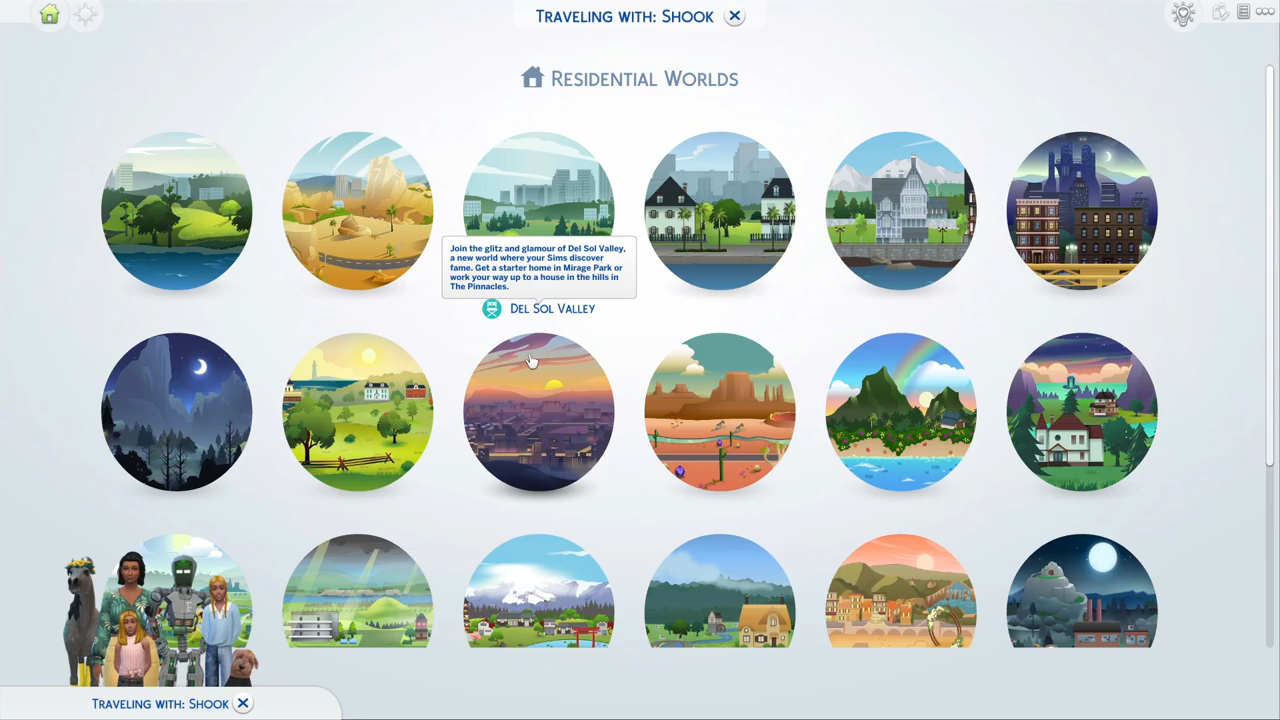 Traveling with: Shook
Residential Worlds
Join the glitz and glamour of Del Sol Valley,
a new world where your Sims discover
fame. Get a starter home in Mirage Park or
work your way up to a house in the hills in
The Pinnacles.
Del Sol Valley
Traveling with: Shook